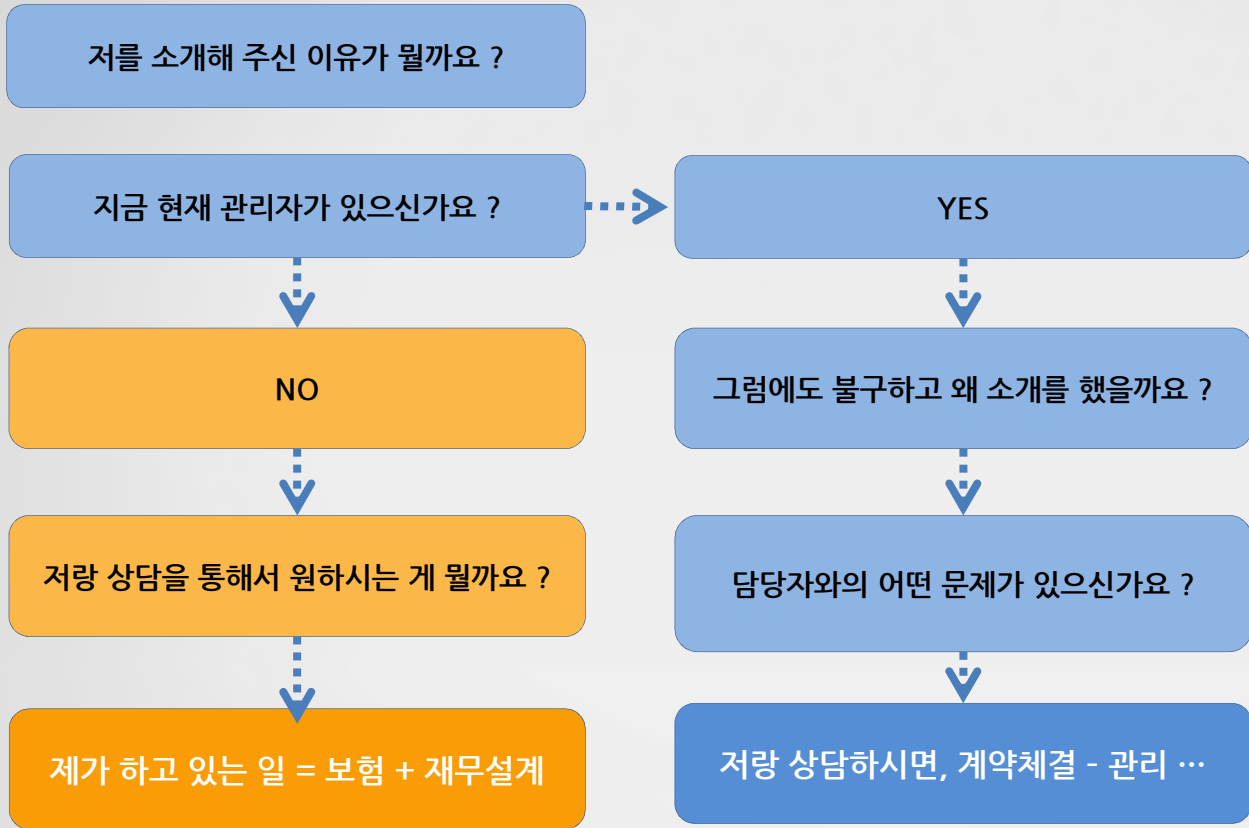 저를 소개해 주신 이유가 뭘까요 ?
지금 현재 관리자가 있으신가요 ?
YES
NO
그럼에도 불구하고 왜 소개를 했을까요 ?
저랑 상담을 통해서 원하시는 게 뭘까요 ?
담당자와의 어떤 문제가 있으신가요 ?
제가 하고 있는 일 = 보험 + 재무설계
저랑 상담하시면, 계약체결 - 관리 …